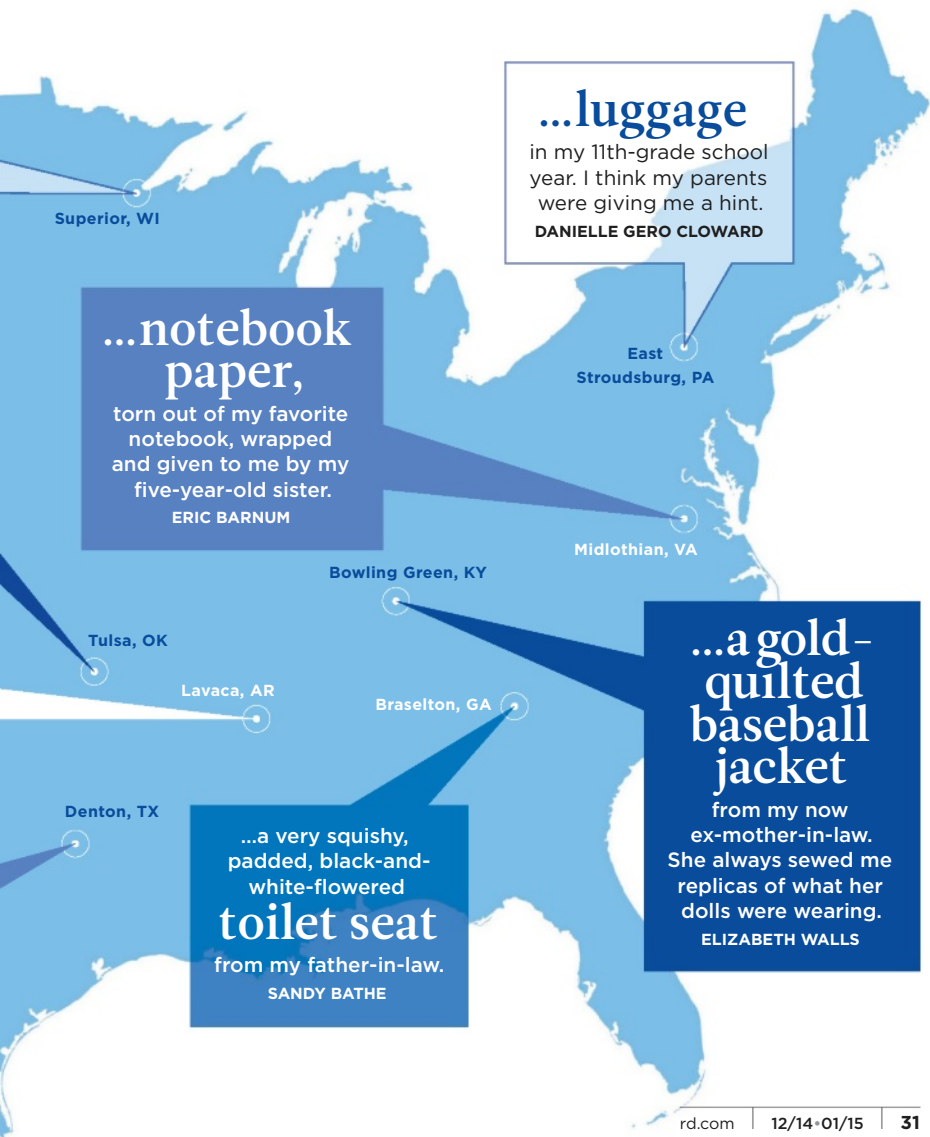 ...luggage
in my 11th-grade school
year. I think my parents
were giving me a hint.
DANIELLE GERO CLOWARD
Superior, WI
...notebook
paper,
torn out of my favorite
notebook, wrapped
and given to me by my
five-year-old sister.
ERIC BARNUM
East
Stroudsburg, PA
Midlothian, VA
Bowling Green, KY
Tulsa, OK
Lavaca, AR
Braselton, GA
...a gold-
quilted
baseball
jacket
from my now
ex-mother-in-law.
She always sewed me
replicas of what her
dolls were wearing.
ELIZABETH WALLS
Denton, TX
...a very squishy,
padded, black-and-
white-flowered
toilet seat
from my father-in-law.
SANDY BATHE
rd.com 12/14•01/15 31